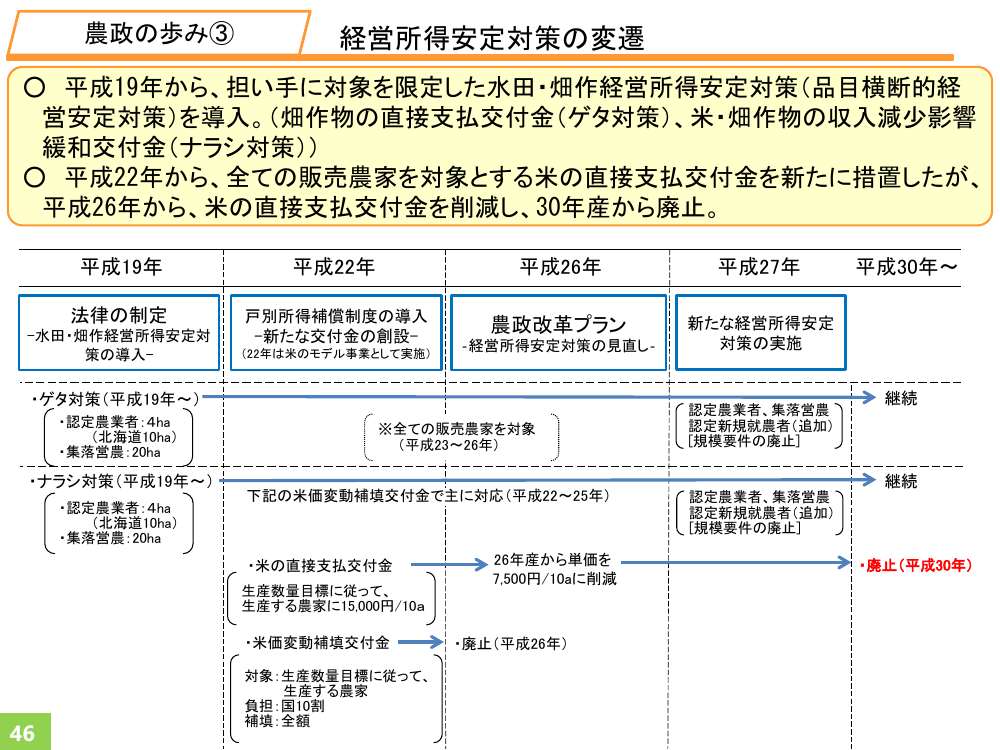 農政の歩み③
経営所得安定対策の変遷
○　平成19年から、担い手に対象を限定した水田・畑作経営所得安定対策（品目横断的経
営安定対策）を導入。（畑作物の直接支払交付金（ゲタ対策）、米・畑作物の収入減少影響
緩和交付金（ナラシ対策））
○　平成22年から、全ての販売農家を対象とする米の直接支払交付金を新たに措置したが、
平成26年から、米の直接支払交付金を削減し、30年産から廃止。
平成19年
平成22年
平成26年
平成27年
平成30年～
法律の制定
−水田・畑作経営所得安定対
策の導入−
戸別所得補償制度の導入
−新たな交付金の創設−
（22年は米のモデル事業として実施）
農政改革プラン
-経営所得安定対策の見直し-
新たな経営所得安定
対策の実施
・ゲタ対策（平成19年～）
継続
・認定農業者：4ha
（北海道10ha）
・集落営農：20ha
※全ての販売農家を対象
（平成23～26年）
認定農業者、集落営農
認定新規就農者（追加）
[規模要件の廃止]
・ナラシ対策（平成19年～）
継続
下記の米価変動補填交付金で主に対応（平成22～25年）
・認定農業者：4ha
（北海道10ha）
・集落営農：20ha
認定農業者、集落営農
認定新規就農者（追加）
[規模要件の廃止]
・米の直接支払交付金
26年産から単価を
7,500円/10aに削減
・廃止（平成30年）
生産数量目標に従って、
生産する農家に15,000円/10a
・米価変動補填交付金
・廃止（平成26年）
対象：生産数量目標に従って、
生産する農家
負担：国10割
補填：全額
46